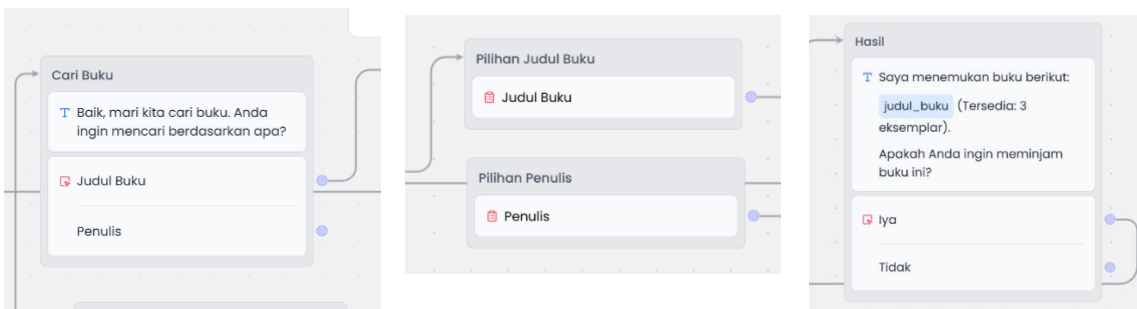 Cari Buku
T Baik, mari kita cari buku. Anda
ingin mencari berdasarkan apa?
Judul Buku
Penulis
Pilihan Judul Buku
Judul Buku
Pilihan Penulis
Penulis
Hasil
T Saya menemukan buku berikut:
judul_buku (Tersedia: 3
eksemplar).
Apakah Anda ingin meminjam
buku ini?
Iya
Tidak